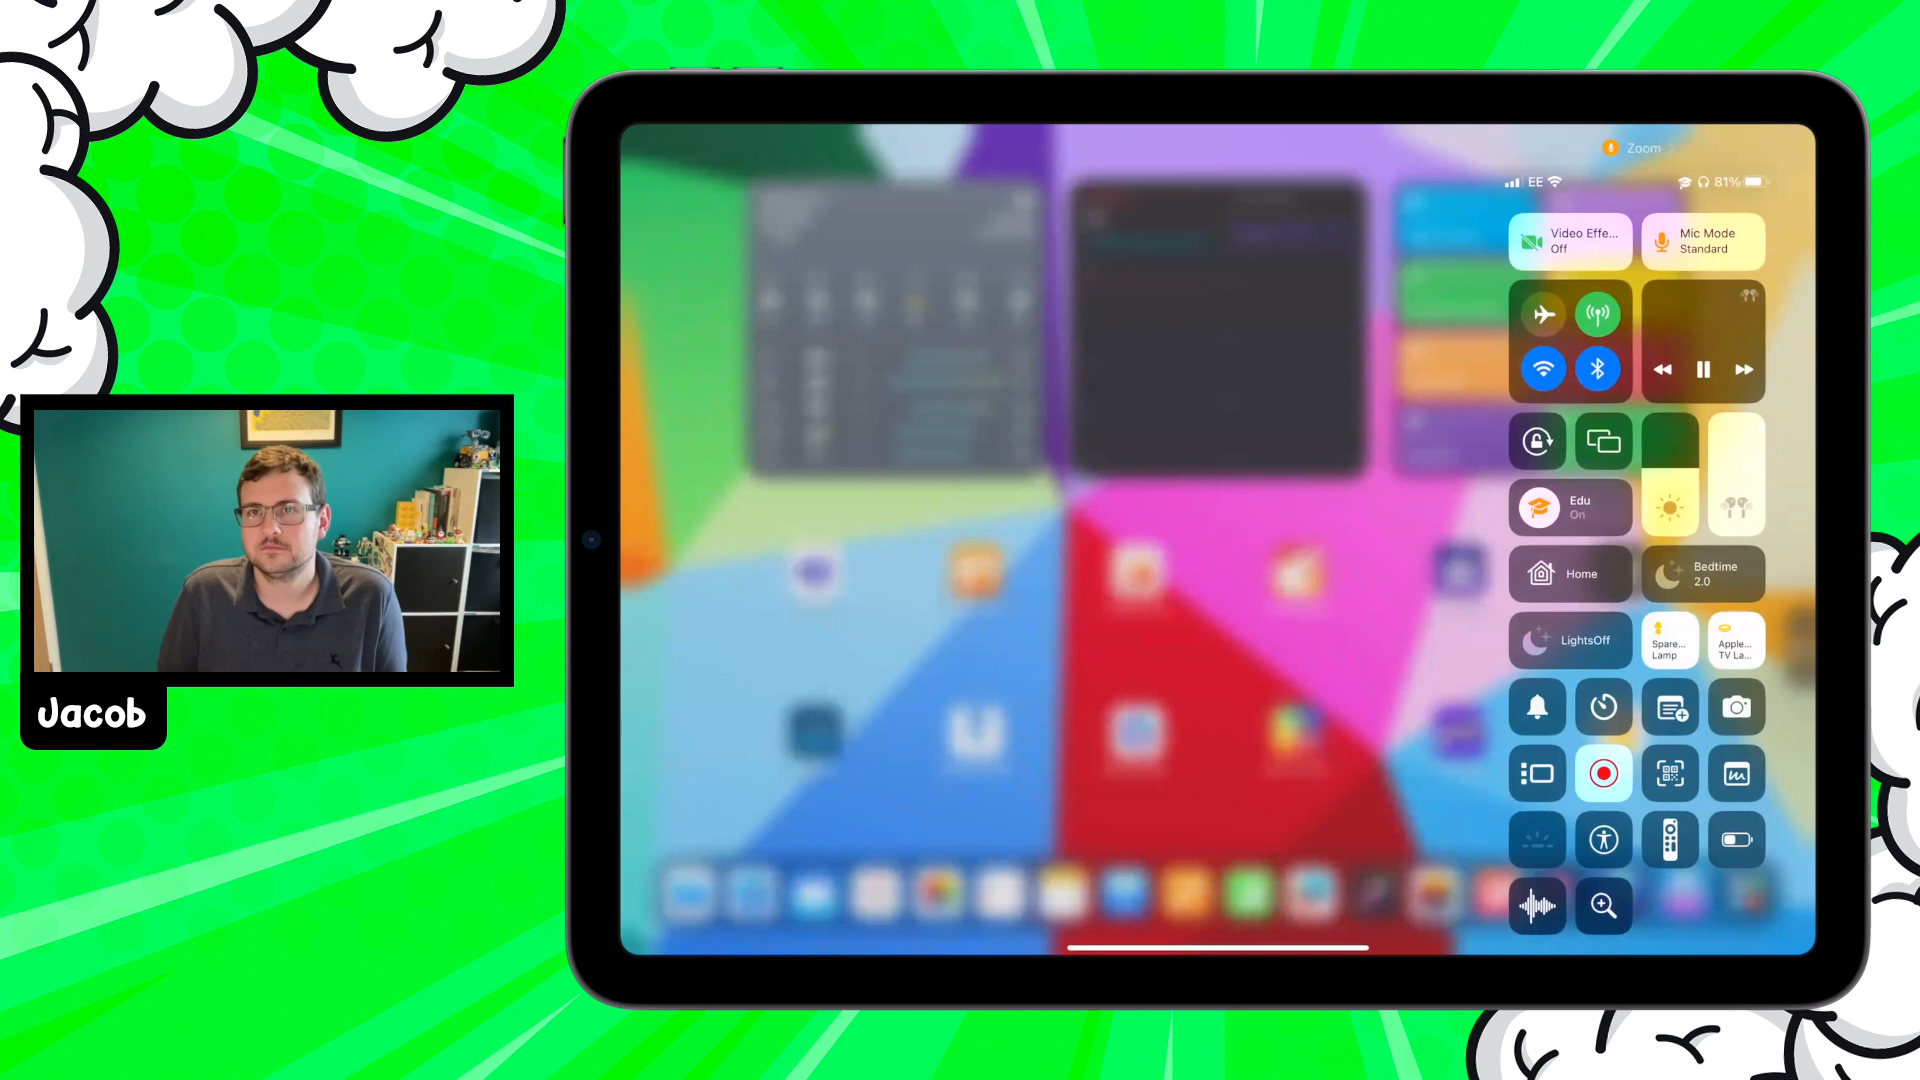 Zoom
EE
81%
Video Effe...
Off
Mic Mode
Standard
Edu
On
Home
Bedtime
2.0
LightsOff
Spare...
Lamp
Apple...
TV La...
Jacob